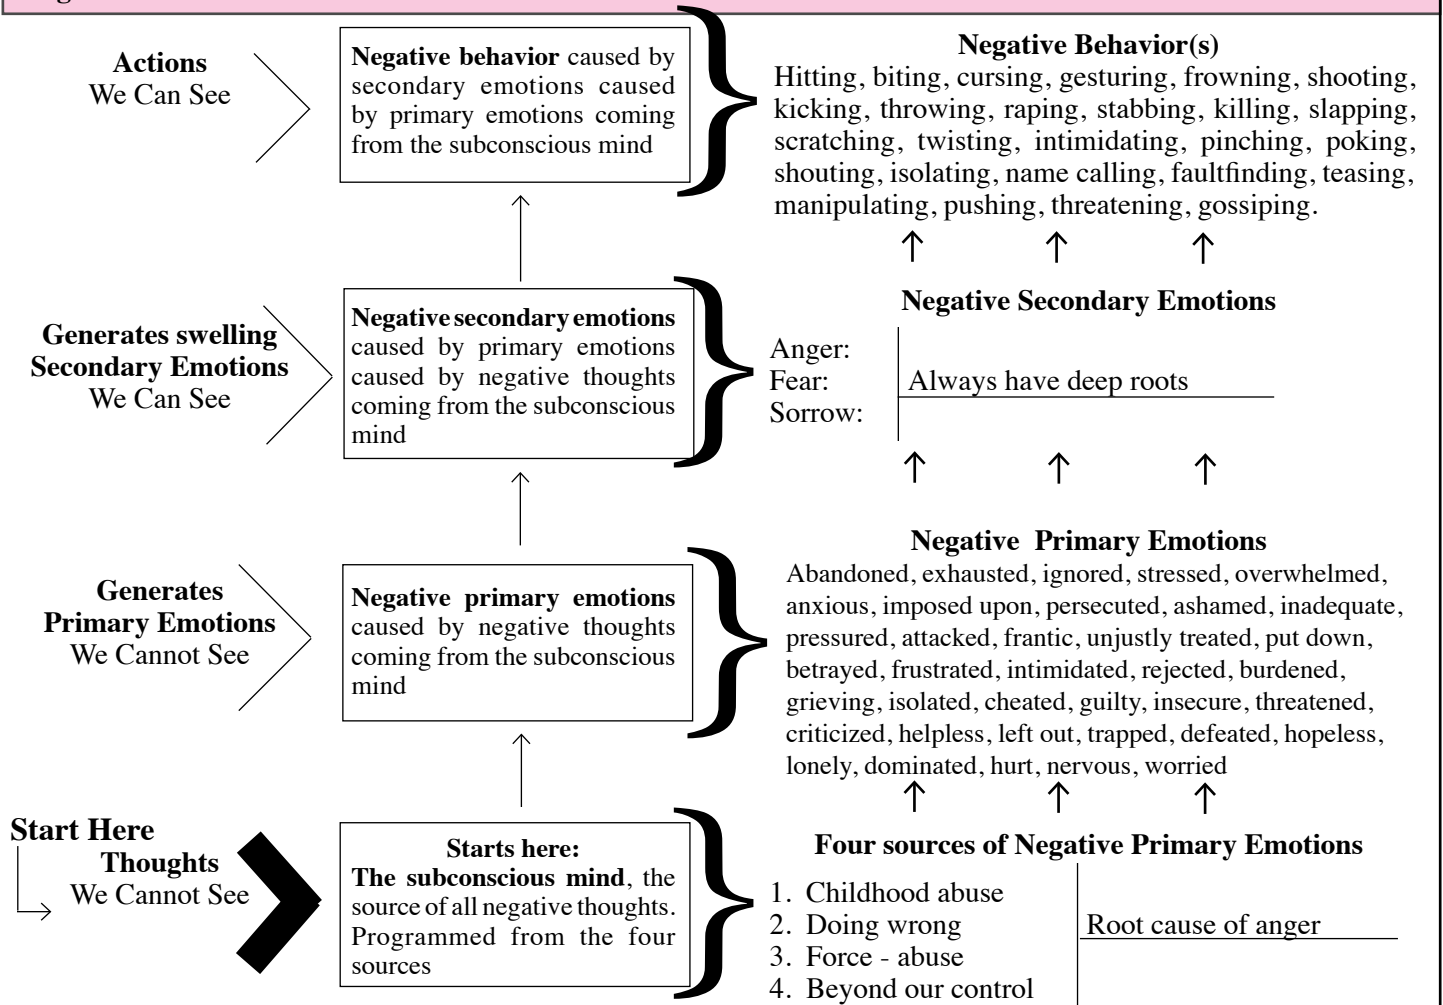 Actions
We Can See
Negative behavior caused by
secondary emotions caused
by primary emotions coming
from the subconscious mind
Negative Behavior(s)
Hitting, biting, cursing, gesturing, frowning, shooting,
kicking, throwing, raping, stabbing, killing, slapping,
scratching, twisting, intimidating, pinching, poking,
shouting, isolating, name calling, faultfinding, teasing,
manipulating, pushing, threatening, gossiping.
Generates swelling
Secondary Emotions
We Can See
Negative secondary emotions
caused by primary emotions
caused by negative thoughts
coming from the subconscious
mind
Negative Secondary Emotions
Anger:
Fear:
Sorrow:
Always have deep roots
Generates
Primary Emotions
We Cannot See
Negative primary emotions
caused by negative thoughts
coming from the subconscious
mind
Negative Primary Emotions
Abandoned, exhausted, ignored, stressed, overwhelmed,
anxious, imposed upon, persecuted, ashamed, inadequate,
pressured, attacked, frantic, unjustly treated, put down,
betrayed, frustrated, intimidated, rejected, burdened,
grieving, isolated, cheated, guilty, insecure, threatened,
criticized, helpless, left out, trapped, defeated, hopeless,
lonely, dominated, hurt, nervous, worried
Start Here
Thoughts
We Cannot See
Starts here:
The subconscious mind, the
source of all negative thoughts.
Programmed from the four
sources
Four sources of Negative Primary Emotions
1. Childhood abuse
2. Doing wrong
3. Force - abuse
4. Beyond our control
Root cause of anger